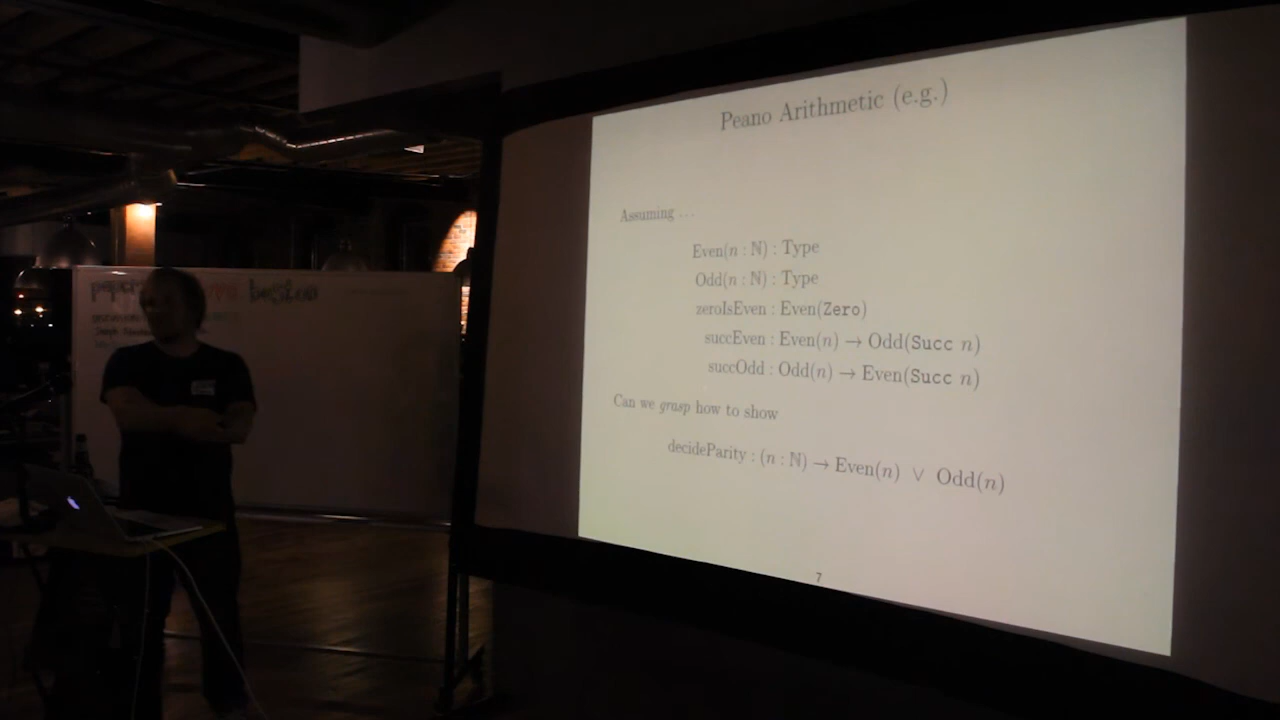 Peano Arithmetic (e.g.)
Assuming ...
Even(n : ℕ) : Type
Odd(n : ℕ) : Type
zeroIsEven : Even(Zero)
succEven : Even(n) → Odd(Succ n)
succOdd : Odd(n) → Even(Succ n)
Can we grasp how to show
decideParity : (n : ℕ) → Even(n) ∨ Odd(n)
7
boston